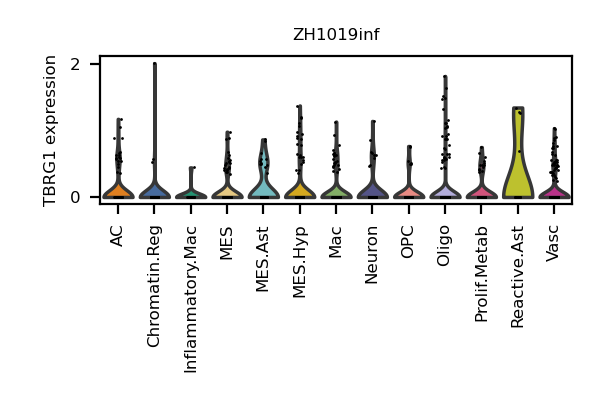 ZH1019inf
TBRG1 expression
2
0
AC
Chromatin.Reg
Inflammatory.Mac
MES
MES.Ast
MES.Hyp
Mac
Neuron
OPC
Oligo
Prolif.Metab
Reactive.Ast
Vasc